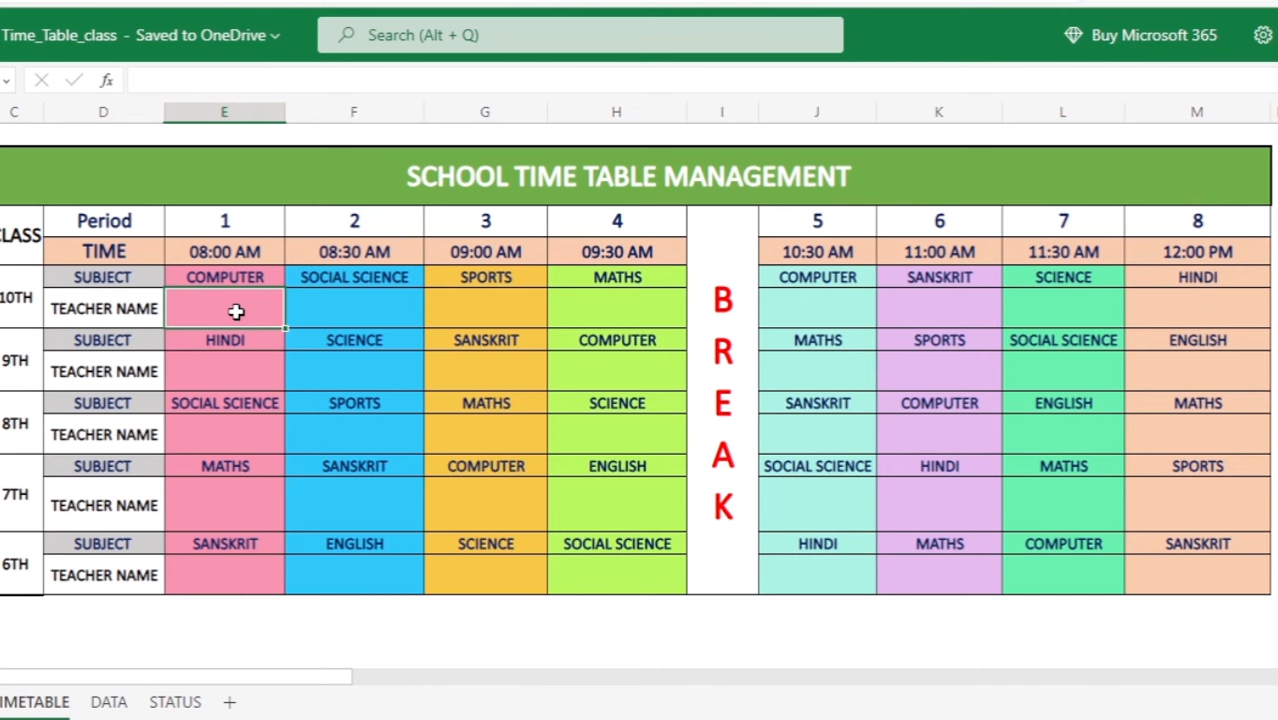 Time_Table_class - Saved to OneDrive
Search (Alt + Q)
Buy Microsoft 365
fx
C D E F G H I J K L M
SCHOOL TIME TABLE MANAGEMENT
CLASS Period 1 2 3 4 5 6 7 8
TIME 08:00 AM 08:30 AM 09:00 AM 09:30 AM 10:30 AM 11:00 AM 11:30 AM 12:00 PM
BREAK
10TH SUBJECT COMPUTER SOCIAL SCIENCE SPORTS MATHS COMPUTER SANSKRIT SCIENCE HINDI
TEACHER NAME
9TH SUBJECT HINDI SCIENCE SANSKRIT COMPUTER MATHS SPORTS SOCIAL SCIENCE ENGLISH
TEACHER NAME
8TH SUBJECT SOCIAL SCIENCE SPORTS MATHS SCIENCE SANSKRIT COMPUTER ENGLISH MATHS
TEACHER NAME
7TH SUBJECT MATHS SANSKRIT COMPUTER ENGLISH SOCIAL SCIENCE HINDI MATHS SPORTS
TEACHER NAME
6TH SUBJECT SANSKRIT ENGLISH SCIENCE SOCIAL SCIENCE HINDI MATHS COMPUTER SANSKRIT
TEACHER NAME
IMETABLE DATA STATUS +